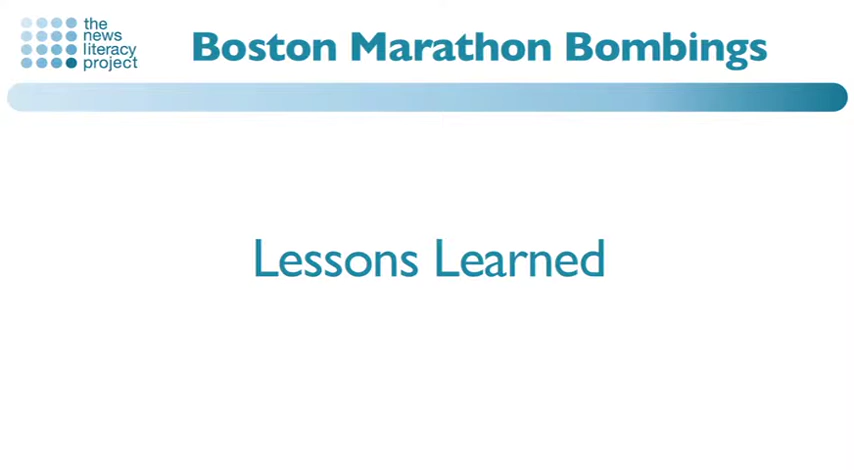 the
news
literacy
project
Boston Marathon Bombings
Lessons Learned